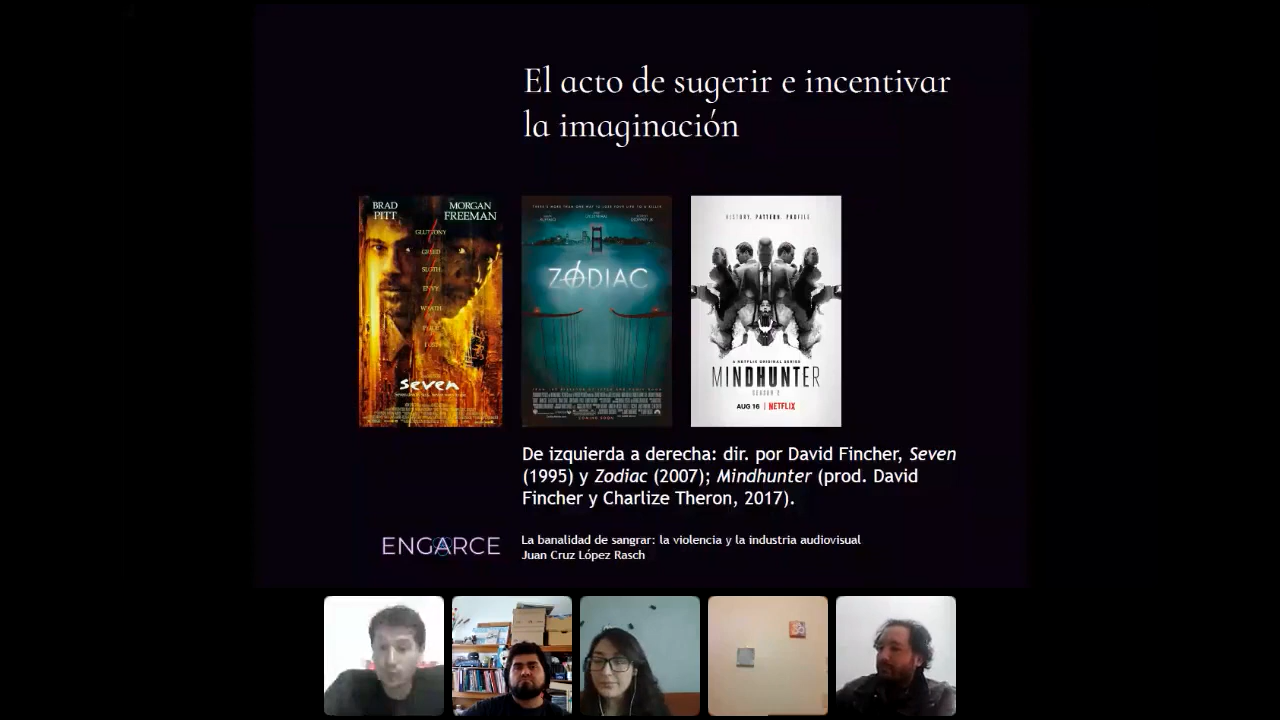 El acto de sugerir e incentivar
la imaginación
BRAD
PITT
MORGAN
FREEMAN
GLUTTONY
GREED
SLOTH
ENVY
WRATH
PRIDE
LUST
seven
ZODIAC
COMING SOON
HISTORY. PATTERN. PROFILE
A NETFLIX ORIGINAL SERIES
MINDHUNTER
SEASON 2
AUG 16 | NETFLIX
De izquierda a derecha: dir. por David Fincher, Seven
(1995) y Zodiac (2007); Mindhunter (prod. David
Fincher y Charlize Theron, 2017).
ENGARCE
La banalidad de sangrar: la violencia y la industria audiovisual
Juan Cruz López Rasch